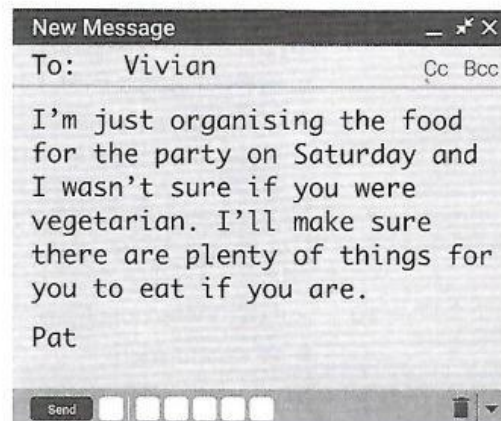 New Message
To: Vivian Cc Bcc
I'm just organising the food
for the party on Saturday and
I wasn't sure if you were
vegetarian. I'll make sure
there are plenty of things for
you to eat if you are.
Pat
Send